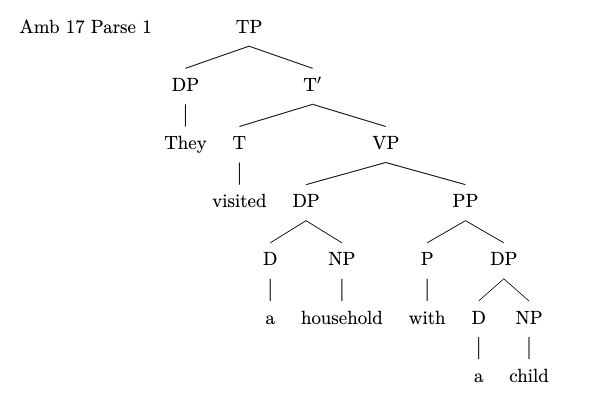 Amb 17 Parse 1 TP
DP T′
They T VP
visited DP PP
D NP P DP
a household with D NP
a child